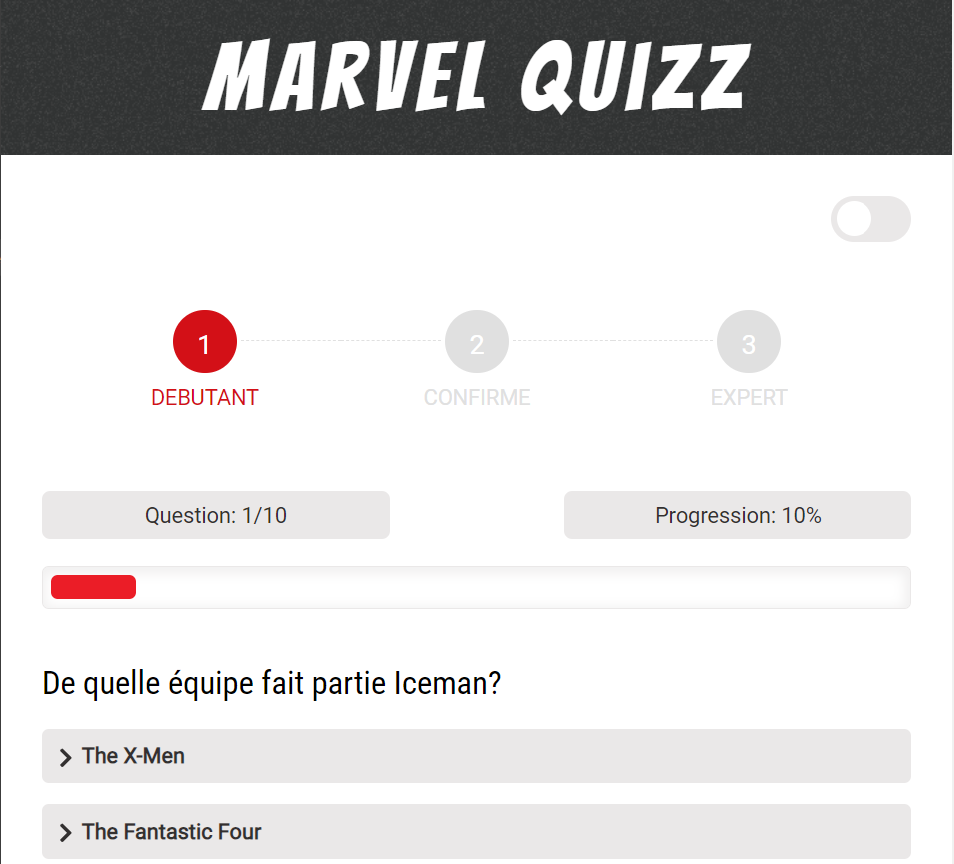 MARVEL QUIZZ
1
2
3
DEBUTANT
CONFIRME
EXPERT
Question: 1/10
Progression: 10%
De quelle équipe fait partie Iceman?
The X-Men
The Fantastic Four